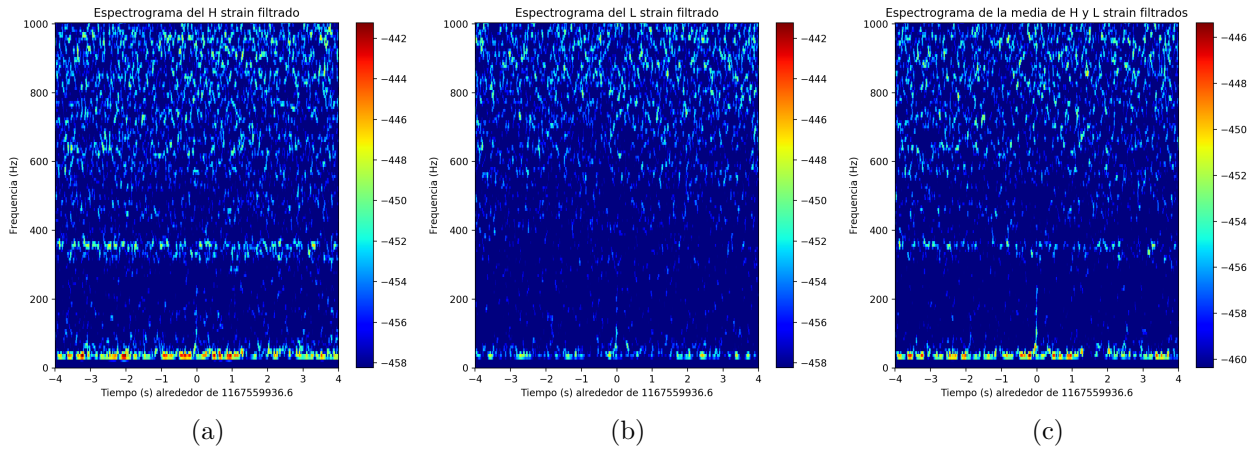 Espectrograma del H strain filtrado
Frequencia (Hz)
1000
800
600
400
200
0
−4 −3 −2 −1 0 1 2 3 4
Tiempo (s) alrededor de 1167559936.6
−442
−444
−446
−448
−450
−452
−454
−456
−458
(a)
Espectrograma del L strain filtrado
Frequencia (Hz)
1000
800
600
400
200
0
−4 −3 −2 −1 0 1 2 3 4
Tiempo (s) alrededor de 1167559936.6
−442
−444
−446
−448
−450
−452
−454
−456
−458
(b)
Espectrograma de la media de H y L strain filtrados
Frequencia (Hz)
1000
800
600
400
200
0
−4 −3 −2 −1 0 1 2 3 4
Tiempo (s) alrededor de 1167559936.6
−446
−448
−450
−452
−454
−456
−458
−460
(c)